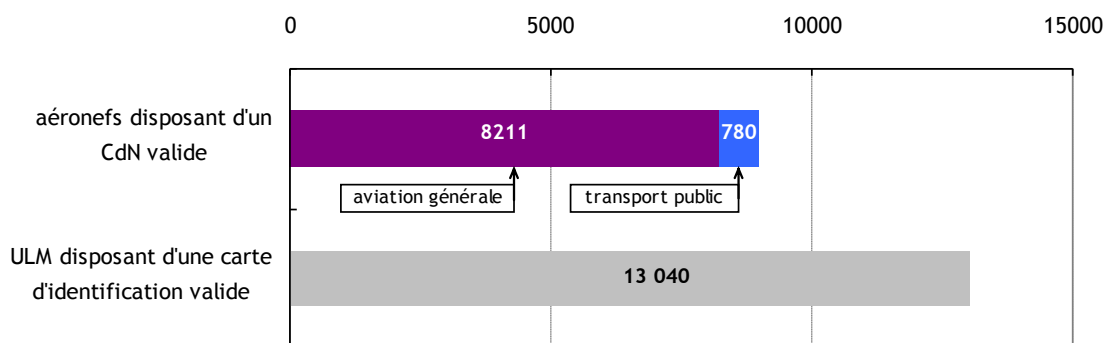 0 5000 10000 15000
aéronefs disposant d'un
CdN valide
8211 780
aviation générale transport public
ULM disposant d'une carte
d'identification valide
13 040